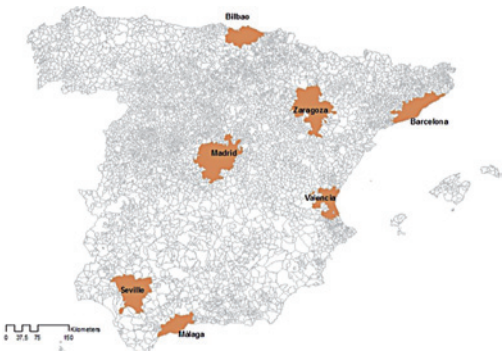 Bilbao
Zaragoza
Barcelona
Madrid
Valencia
Seville
Kilometers
0 37,5 75 150
Málaga